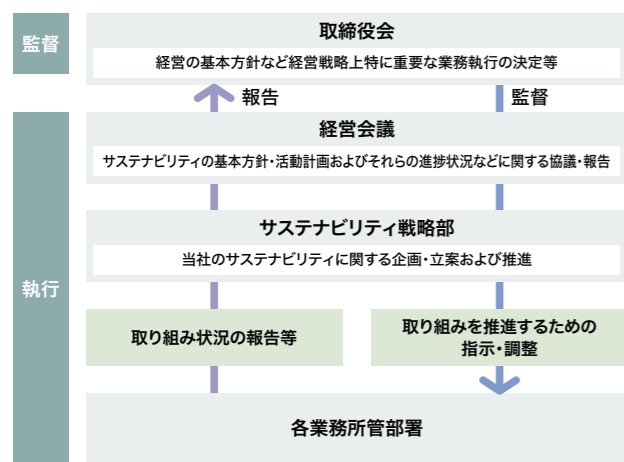 監督
取締役会
経営の基本方針など経営戦略上特に重要な業務執行の決定等
報告
監督
執行
経営会議
サステナビリティの基本方針・活動計画およびそれらの進捗状況などに関する協議・報告
サステナビリティ戦略部
当社のサステナビリティに関する企画・立案および推進
取り組み状況の報告等
取り組みを推進するための
指示・調整
各業務所管部署